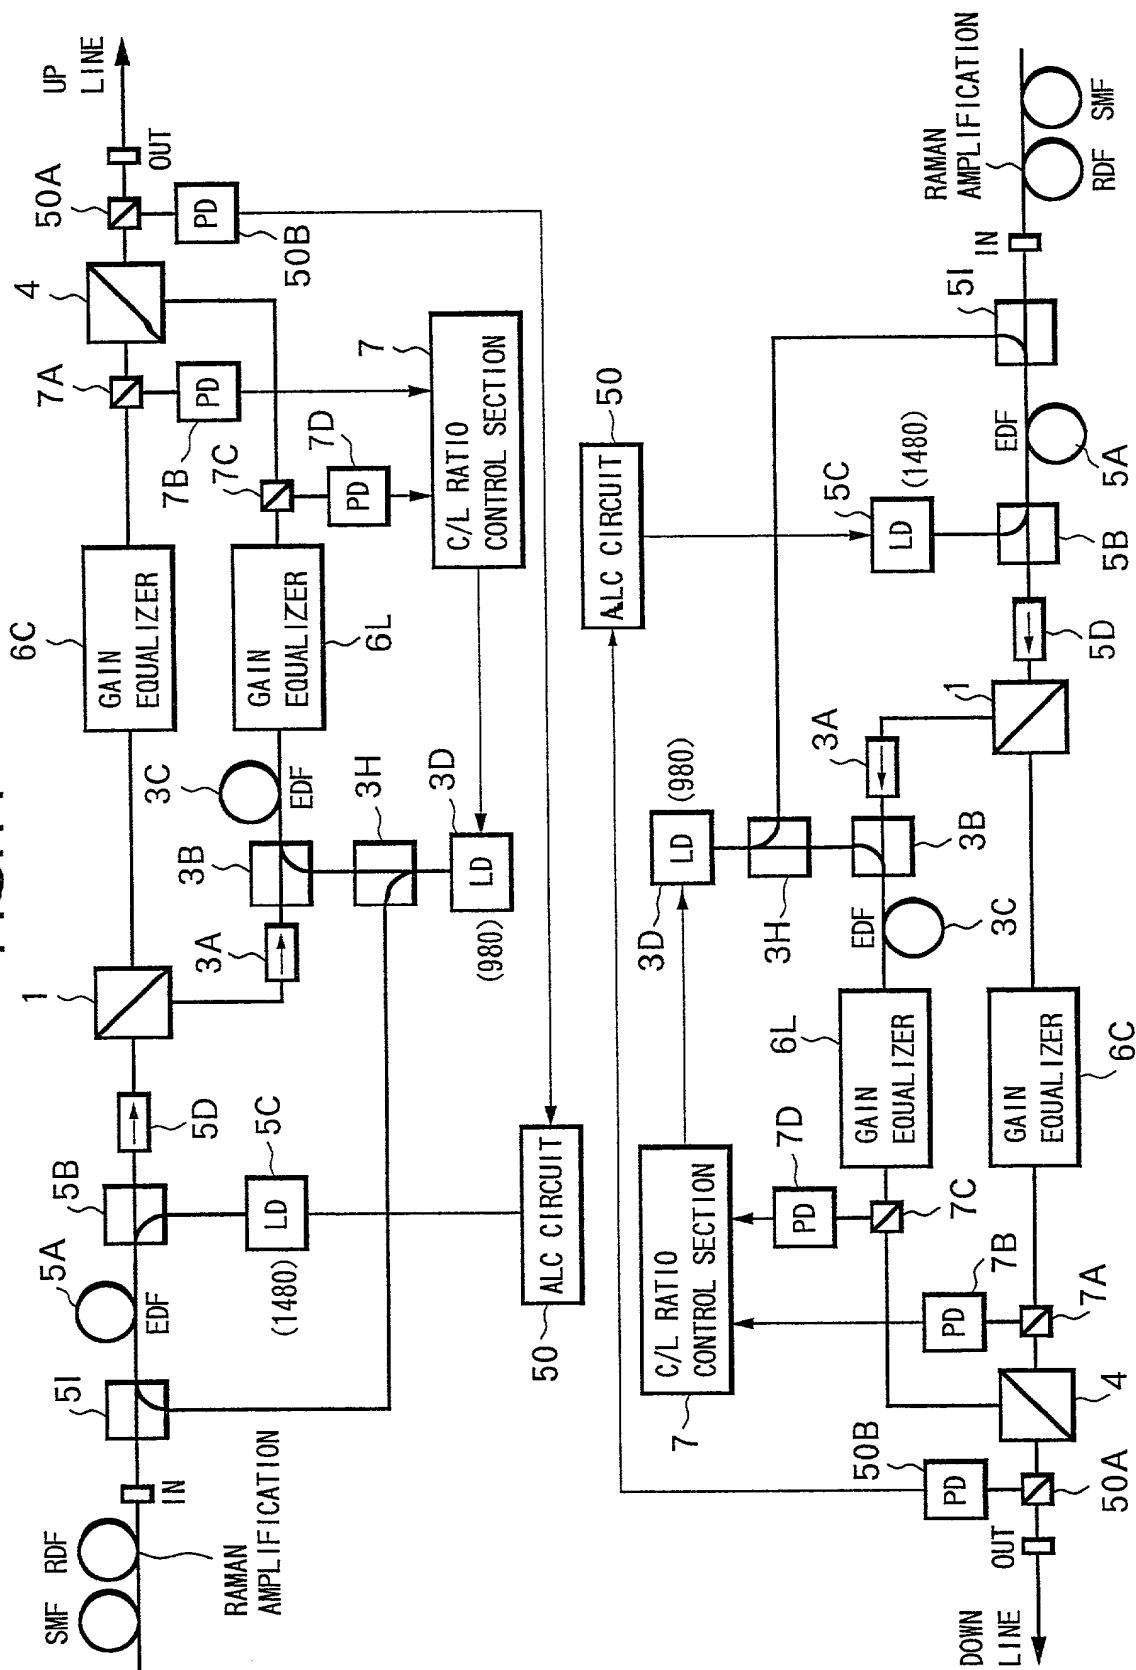 UP
LINE
50A
OUT
4
PD
50B
7A
PD
7B
7
C/L RATIO
CONTROL SECTION
7D
7C
PD
6C
GAIN
EQUALIZER
GAIN
EQUALIZER
6L
3C
EDF
3H
3D
3B
LD
(980)
3A
1
5D
5C
5B
LD
(1480)
ALC CIRCUIT
50
5A
EDF
5I
IN
RDF
SMF
RAMAN
AMPLIFICATION
RAMAN
AMPLIFICATION
SMF
RDF
IN
5I
50
ALC CIRCUIT
5C
(1480)
LD
EDF
5A
5B
5D
1
3A
3D
(980)
LD
3H
3B
EDF
3C
6L
GAIN
EQUALIZER
GAIN
EQUALIZER
6C
7D
PD
7C
C/L RATIO
CONTROL SECTION
7
7B
PD
7A
4
50B
PD
50A
OUT
DOWN
LINE